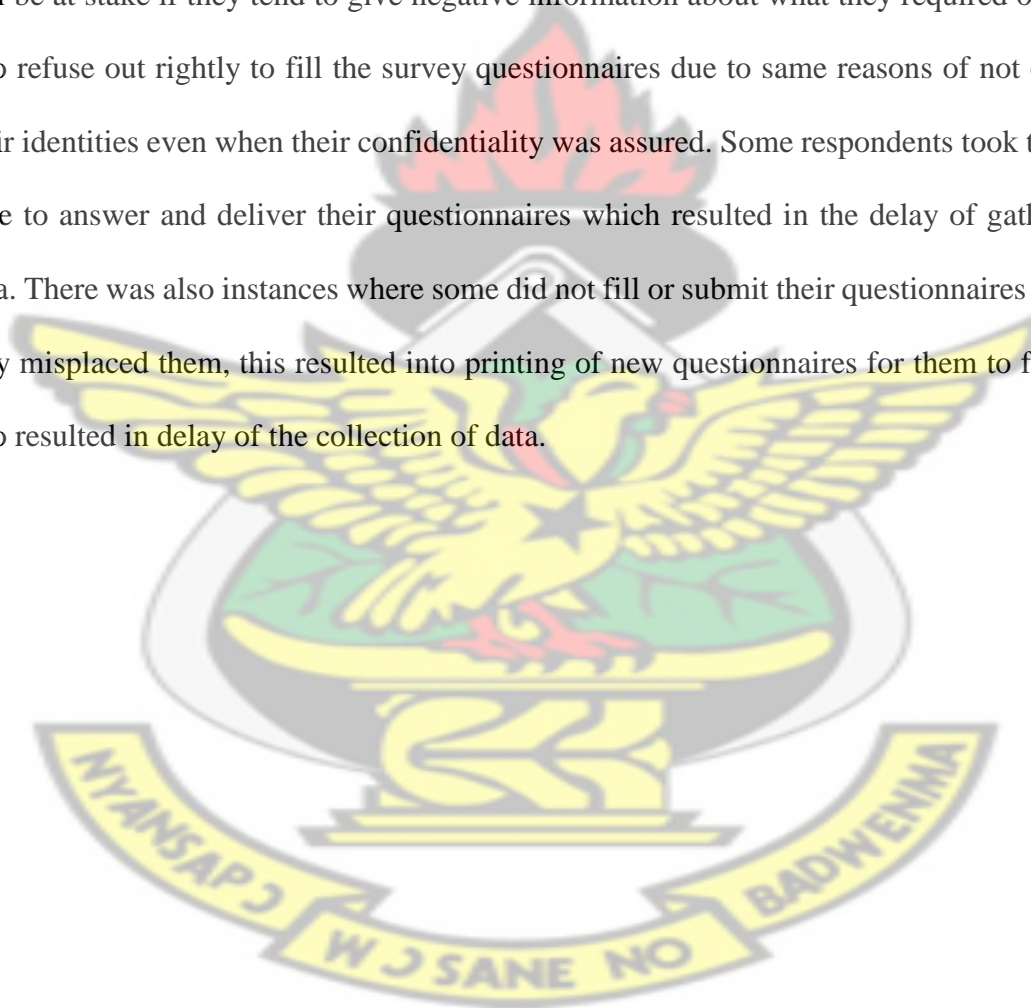 be at stake if they tend to give negative information about what they required
refuse out rightly to fill the survey questionnaires due to same reasons of not
identities even when their confidentiality was assured. Some respondents took
to answer and deliver their questionnaires which resulted in the delay of
There was also instances where some did not fill or submit their questionnaires
misplaced them, this resulted into printing of new questionnaires for them to
resulted in delay of the collection of data.
NYANSAPƆ
WƆ SANE NO
BADWENMA